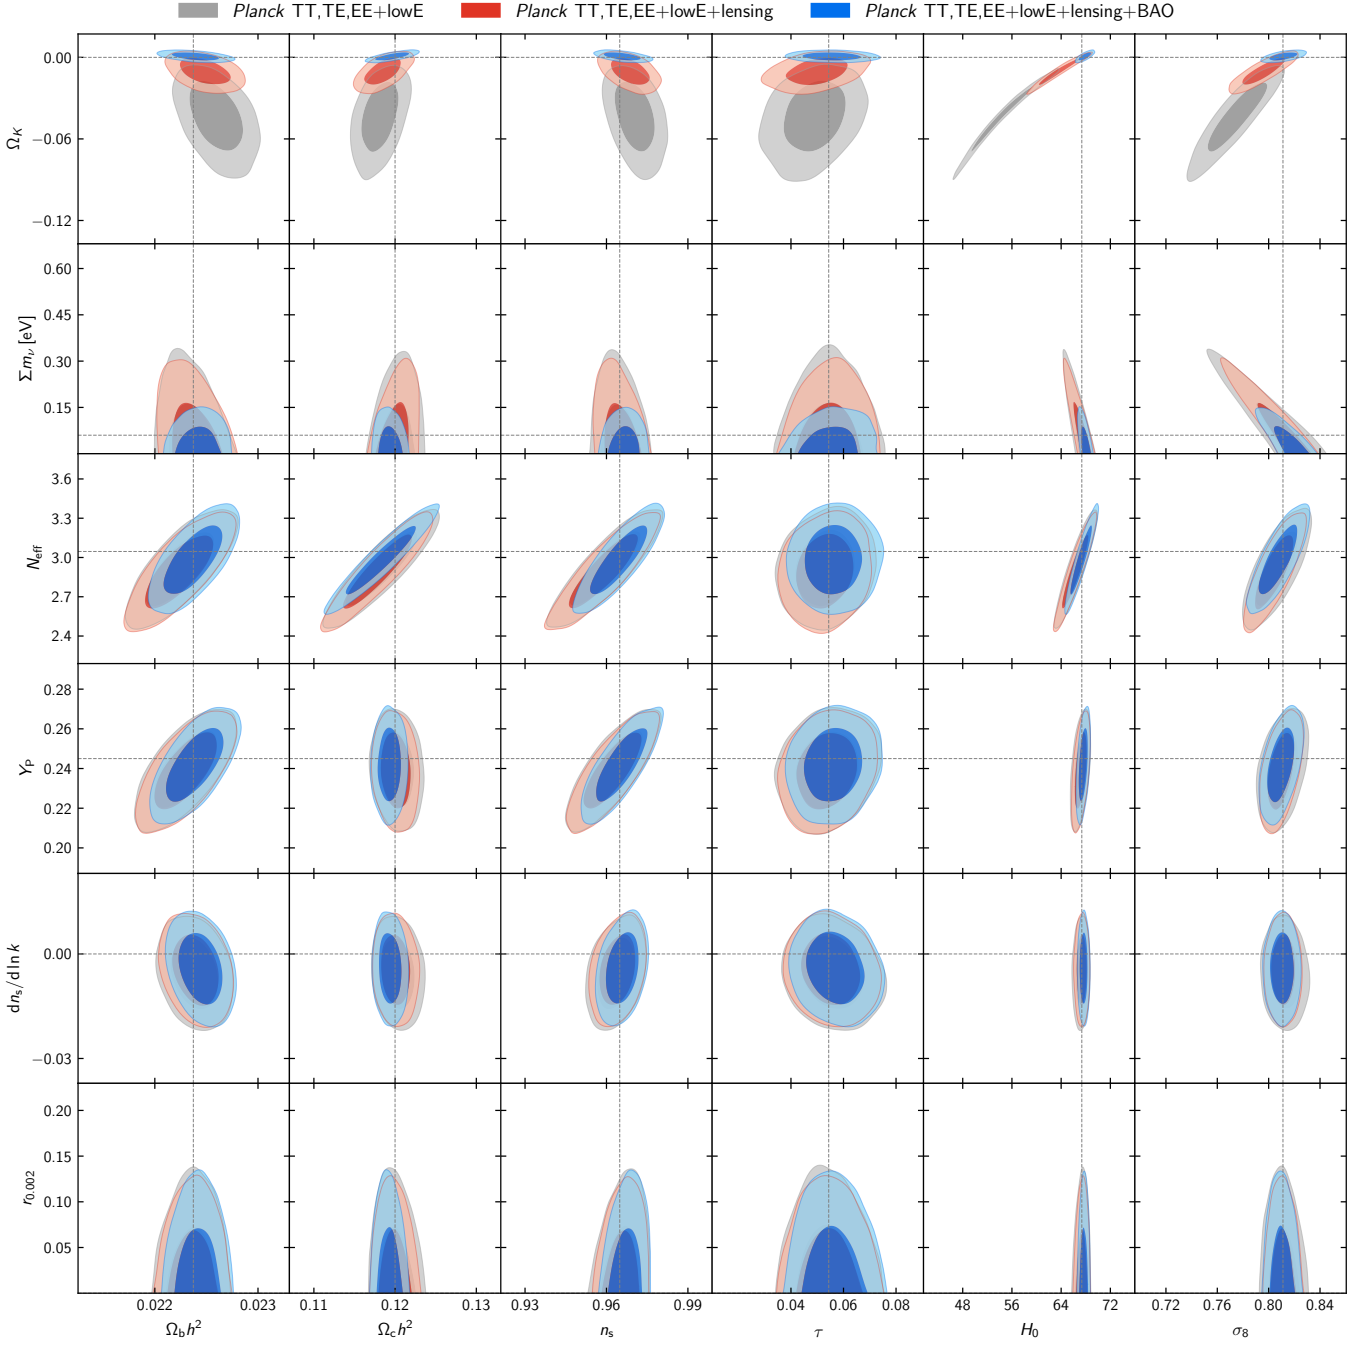 Planck TT,TE,EE+lowE Planck TT,TE,EE+lowE+lensing Planck TT,TE,EE+lowE+lensing+BAO
0.00
−0.06
−0.12
Ω_K
0.60
0.45
0.30
0.15
Σm_ν [eV]
3.6
3.3
3.0
2.7
2.4
N_eff
0.28
0.26
0.24
0.22
0.20
Y_P
0.00
−0.03
dn_s/d ln k
0.20
0.15
0.10
0.05
r_0.002
0.022 0.023 0.11 0.12 0.13 0.93 0.96 0.99 0.04 0.06 0.08 48 56 64 72 0.72 0.76 0.80 0.84
Ω_b h² Ω_c h² n_s τ H_0 σ_8